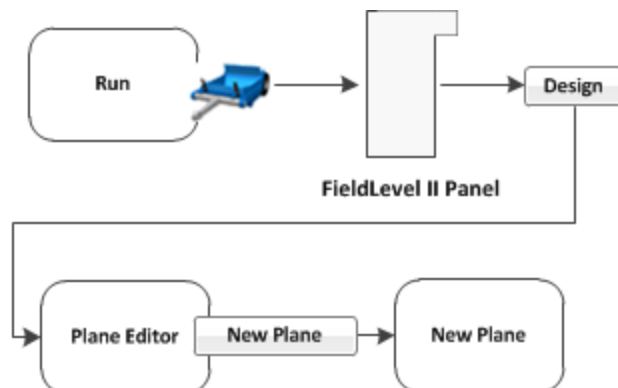 Run
Design
FieldLevel II Panel
Plane Editor
New Plane
New Plane